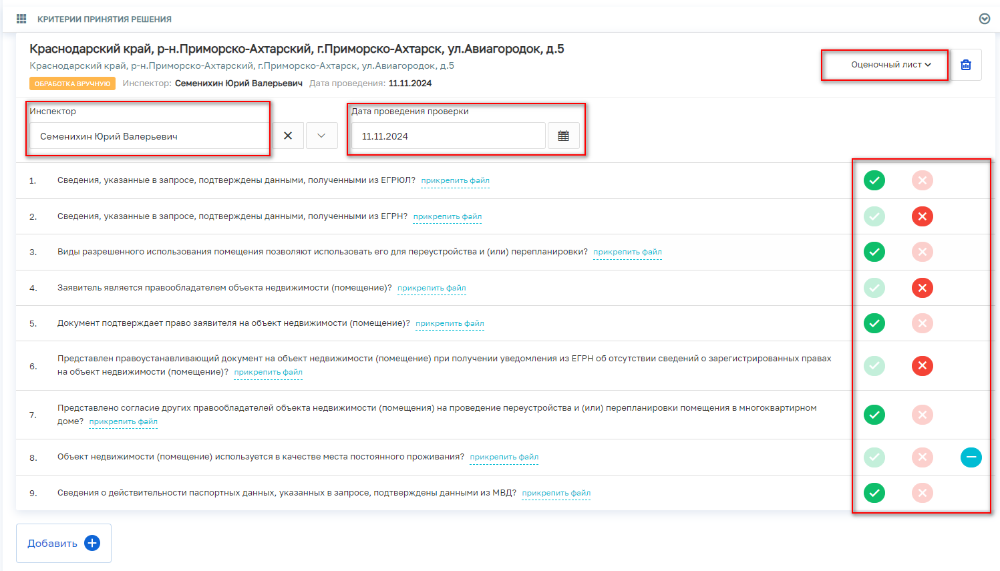 КРИТЕРИИ ПРИНЯТИЯ РЕШЕНИЯ
Краснодарский край, р-н.Приморско-Ахтарский, г.Приморско-Ахтарск, ул.Авиагородок, д.5
Краснодарский край, р-н.Приморско-Ахтарский, г.Приморско-Ахтарск, ул.Авиагородок, д.5
Оценочный лист
ОБРАБОТКА ВРУЧНУЮ Инспектор: Семенихин Юрий Валерьевич Дата проведения: 11.11.2024
Инспектор
Дата проведения проверки
Семенихин Юрий Валерьевич
11.11.2024
1. Сведения, указанные в запросе, подтверждены данными, полученными из ЕГРЮЛ? прикрепить файл
2. Сведения, указанные в запросе, подтверждены данными, полученными из ЕГРН? прикрепить файл
3. Виды разрешенного использования помещения позволяют использовать его для переустройства и (или) перепланировки? прикрепить файл
4. Заявитель является правообладателем объекта недвижимости (помещение)? прикрепить файл
5. Документ подтверждает право заявителя на объект недвижимости (помещение)? прикрепить файл
6. Представлен правоустанавливающий документ на объект недвижимости (помещение) при получении уведомления из ЕГРН об отсутствии сведений о зарегистрированных правах
на объект недвижимости (помещение)? прикрепить файл
7. Представлено согласие других правообладателей объекта недвижимости (помещения) на проведение переустройства и (или) перепланировки помещения в многоквартирном
доме? прикрепить файл
8. Объект недвижимости (помещение) используется в качестве места постоянного проживания? прикрепить файл
9. Сведения о действительности паспортных данных, указанных в запросе, подтверждены данными из МВД? прикрепить файл
Добавить